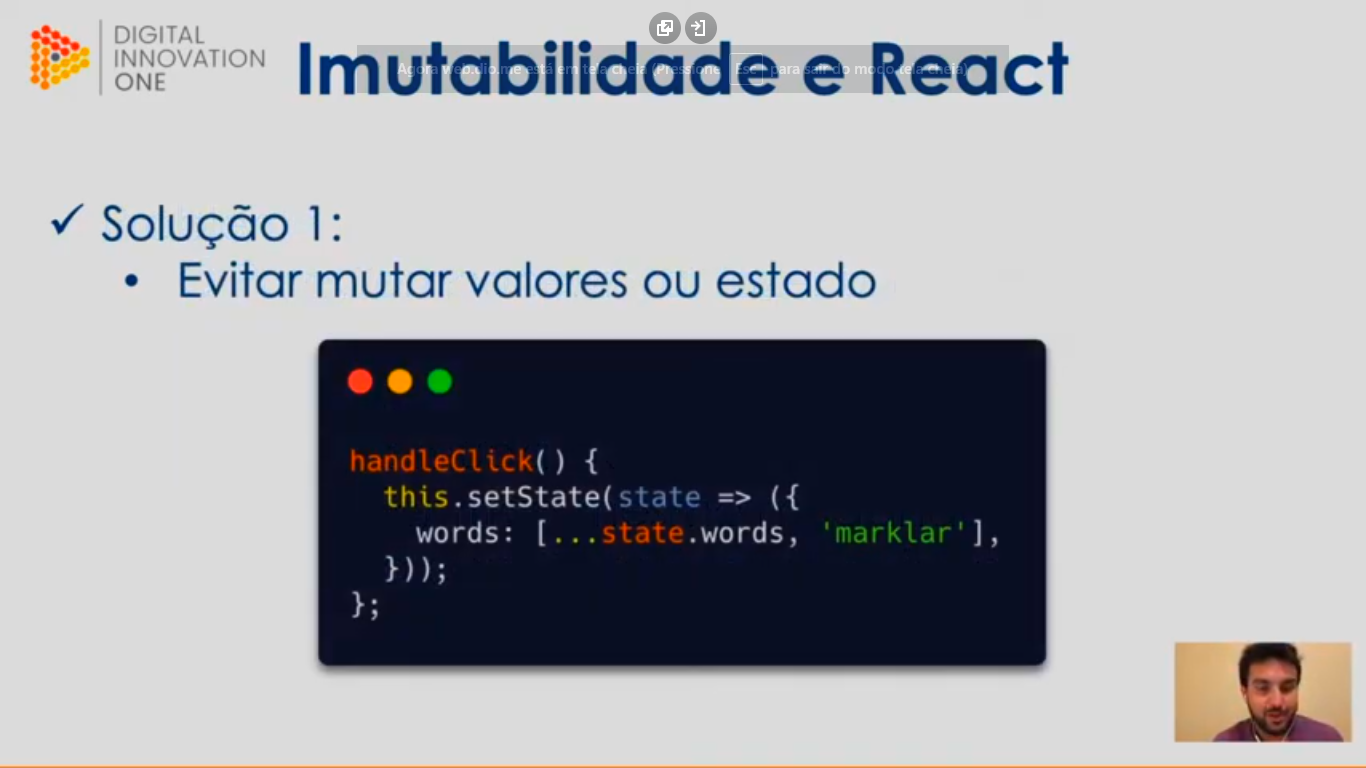 DIGITAL
INNOVATION
ONE
Imutabilidade e React
Agora web.dio.me está em tela cheia (Pressione Esc para sair do modo tela cheia)
✓ Solução 1:
• Evitar mutar valores ou estado
handleClick() {
this.setState(state => ({
words: [...state.words, 'marklar'],
}));
};